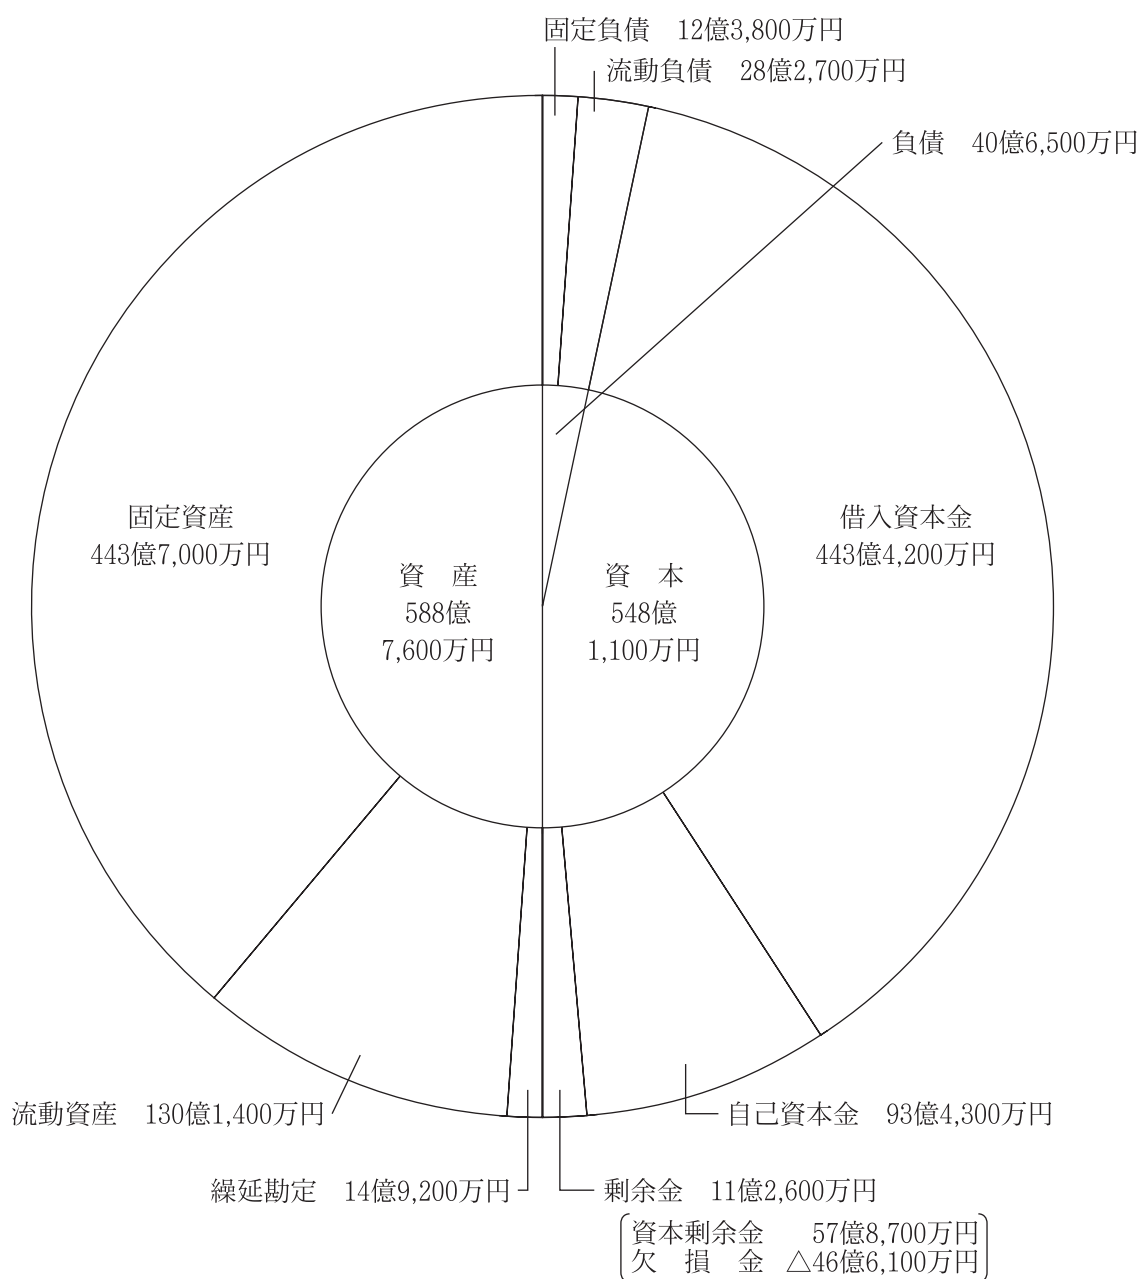 固定負債　12億3,800万円
流動負債　28億2,700万円
負債　40億6,500万円
固定資産
443億7,000万円
借入資本金
443億4,200万円
資　産
588億
7,600万円
資　本
548億
1,100万円
流動資産　130億1,400万円
自己資本金　93億4,300万円
繰延勘定　14億9,200万円
剰余金　11億2,600万円
資本剰余金　57億8,700万円
欠　損　金　△46億6,100万円